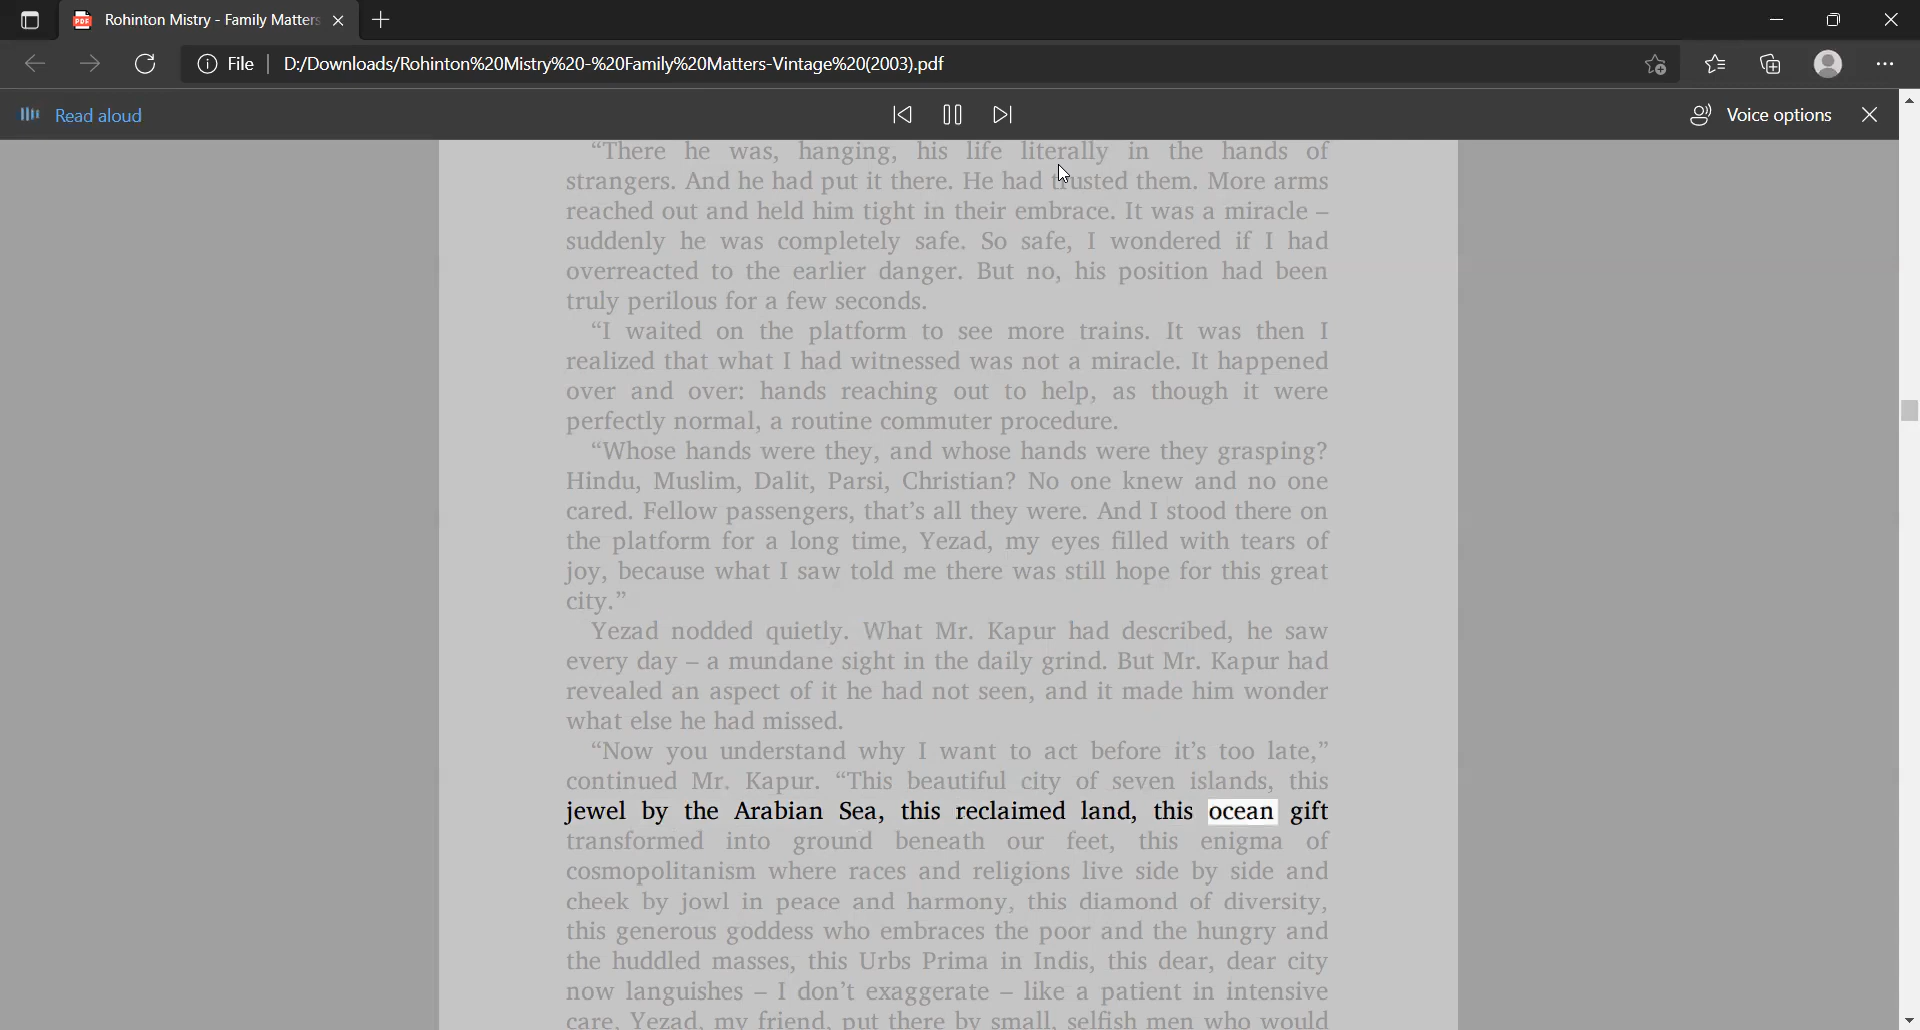 Rohinton Mistry - Family Matters
File
D:/Downloads/Rohinton%20Mistry%20-%20Family%20Matters-Vintage%20(2003).pdf
Read aloud
Voice options
“There he was, hanging, his life literally in the hands of
strangers. And he had put it there. He had trusted them. More arms
reached out and held him tight in their embrace. It was a miracle –
suddenly he was completely safe. So safe, I wondered if I had
overreacted to the earlier danger. But no, his position had been
truly perilous for a few seconds.
“I waited on the platform to see more trains. It was then I
realized that what I had witnessed was not a miracle. It happened
over and over: hands reaching out to help, as though it were
perfectly normal, a routine commuter procedure.
“Whose hands were they, and whose hands were they grasping?
Hindu, Muslim, Dalit, Parsi, Christian? No one knew and no one
cared. Fellow passengers, that’s all they were. And I stood there on
the platform for a long time, Yezad, my eyes filled with tears of
joy, because what I saw told me there was still hope for this great
city.”
Yezad nodded quietly. What Mr. Kapur had described, he saw
every day – a mundane sight in the daily grind. But Mr. Kapur had
revealed an aspect of it he had not seen, and it made him wonder
what else he had missed.
“Now you understand why I want to act before it’s too late,”
continued Mr. Kapur. “This beautiful city of seven islands, this
jewel by the Arabian Sea, this reclaimed land, this ocean gift
transformed into ground beneath our feet, this enigma of
cosmopolitanism where races and religions live side by side and
cheek by jowl in peace and harmony, this diamond of diversity,
this generous goddess who embraces the poor and the hungry and
the huddled masses, this Urbs Prima in Indis, this dear, dear city
now languishes – I don’t exaggerate – like a patient in intensive
care, Yezad, my friend, put there by small, selfish men who would